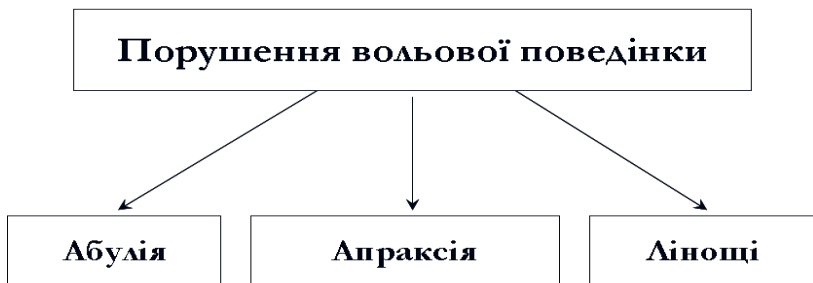 Порушення вольової поведінки
Абулія
Апраксія
Лінощі